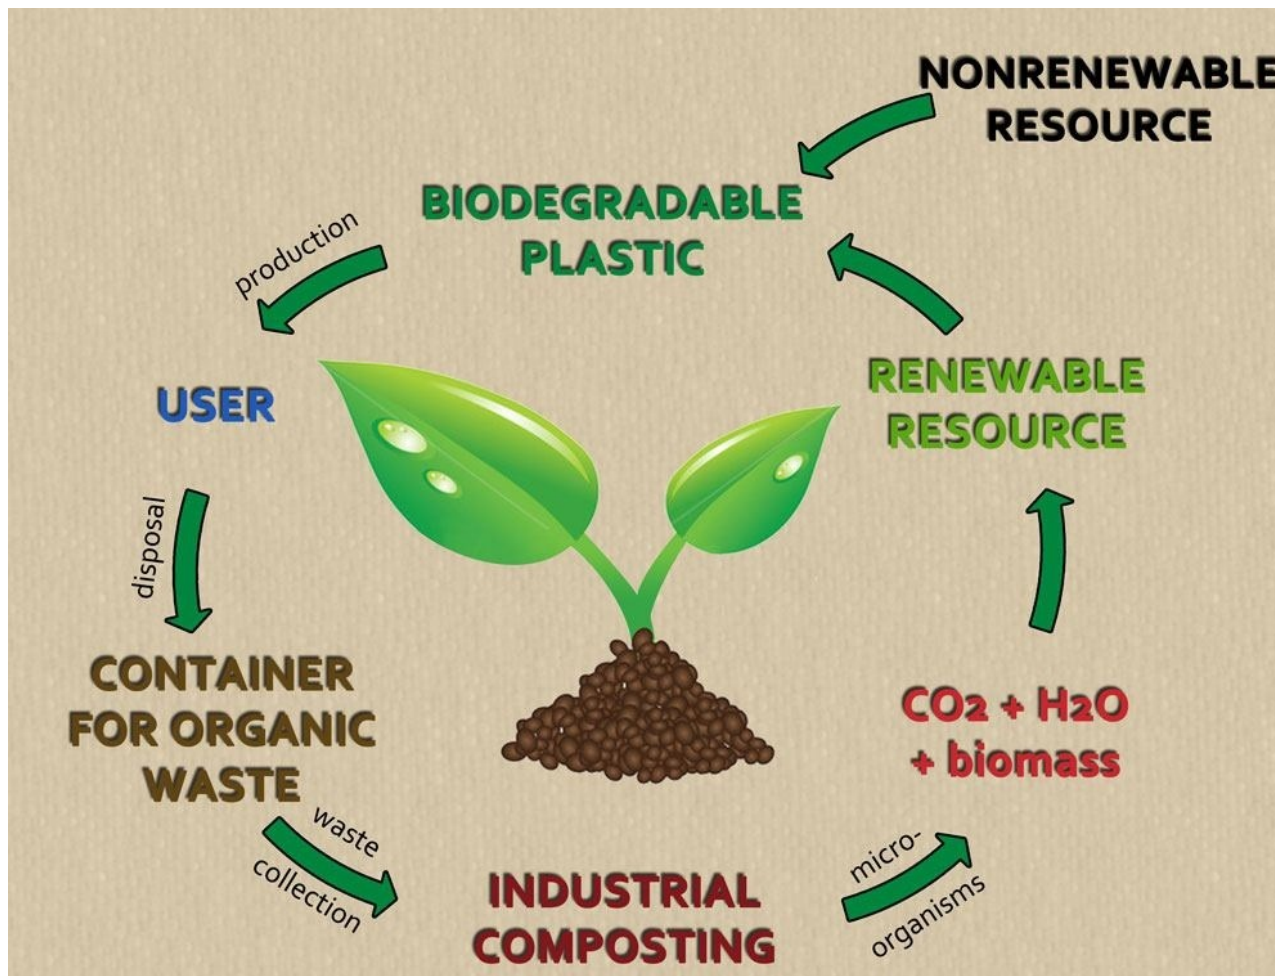 NONRENEWABLE
RESOURCE
BIODEGRADABLE
PLASTIC
production
USER
RENEWABLE
RESOURCE
disposal
CONTAINER
FOR ORGANIC
WASTE
CO2 + H2O
+ biomass
waste
collection
INDUSTRIAL
COMPOSTING
micro-
organisms